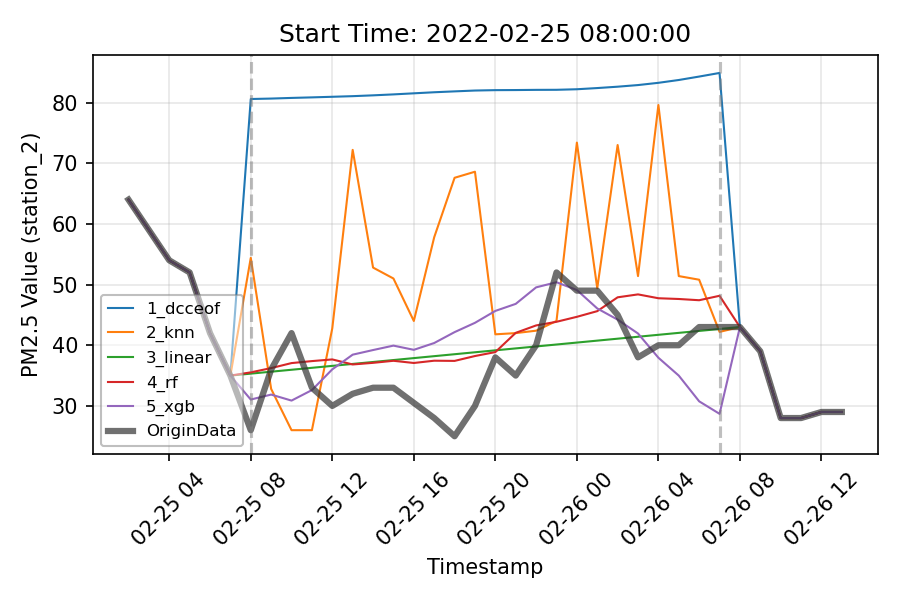 Start Time: 2022-02-25 08:00:00
PM2.5 Value (station_2)
80
70
60
50
40
30
1_dcceof
2_knn
3_linear
4_rf
5_xgb
OriginData
02-25 04
02-25 08
02-25 12
02-25 16
02-25 20
02-26 00
02-26 04
02-26 08
02-26 12
Timestamp